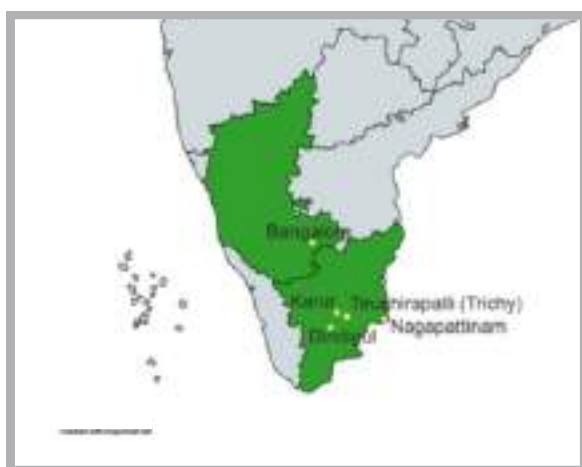 Bangalore
Karur
Tiruchirapalli (Trichy)
Nagapattinam
Dindigul